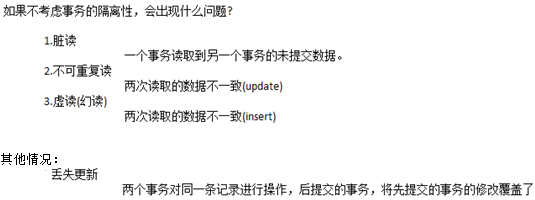 如果不考虑事务的隔离性，会出现什么问题？
1.脏读
一个事务读取到另一个事务的未提交数据。
2.不可重复读
两次读取的数据不一致(update)
3.虚读(幻读)
两次读取的数据不一致(insert)
其他情况：
丢失更新
两个事务对同一条记录进行操作，后提交的事务，将先提交的事务的修改覆盖了